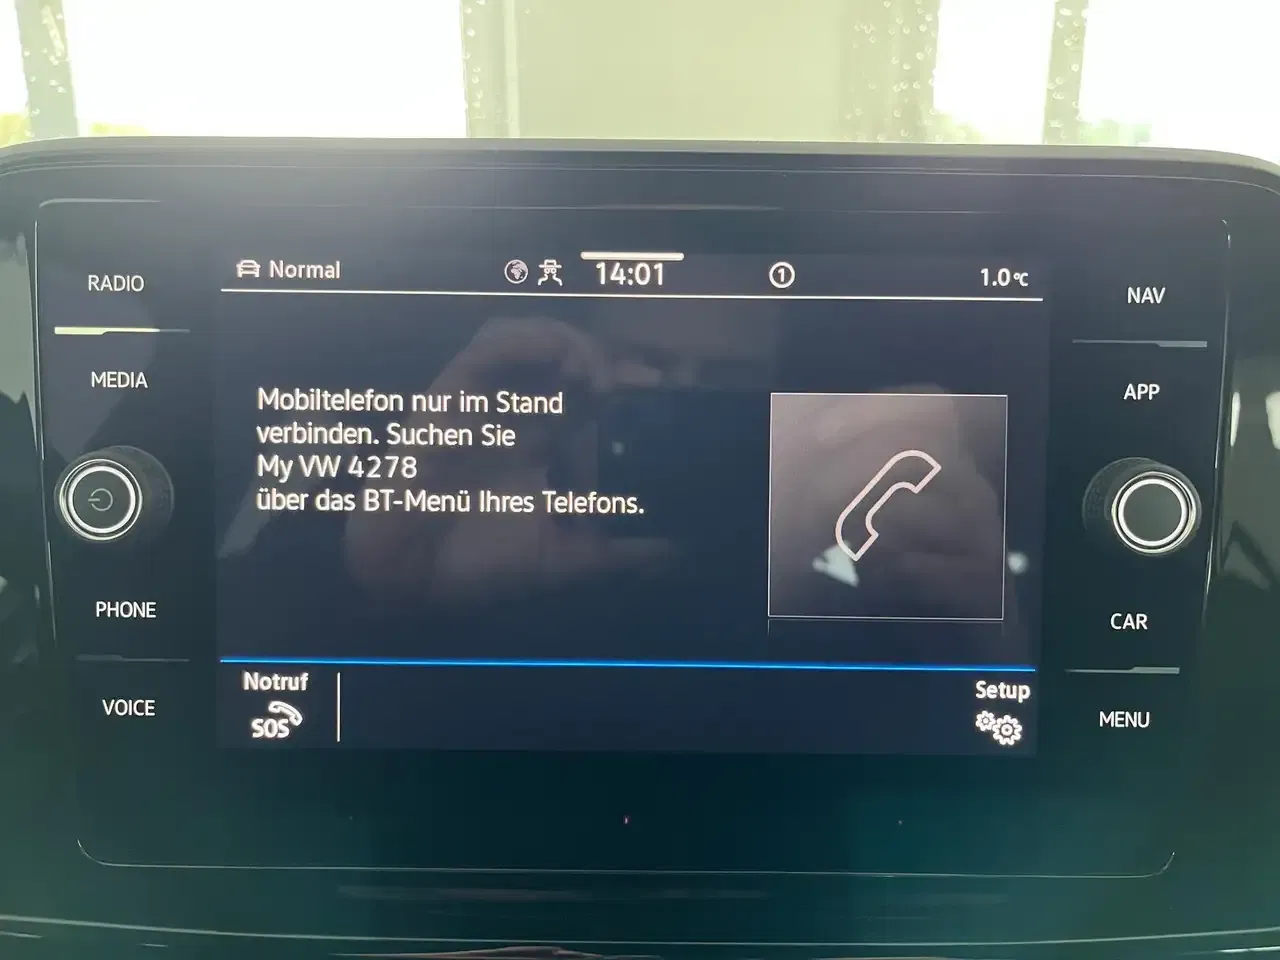 RADIO
MEDIA
PHONE
VOICE
Normal
14:01
1
1.0°C
Mobiltelefon nur im Stand
verbinden. Suchen Sie
My VW 4278
über das BT-Menü Ihres Telefons.
Notruf
SOS
Setup
NAV
APP
CAR
MENU